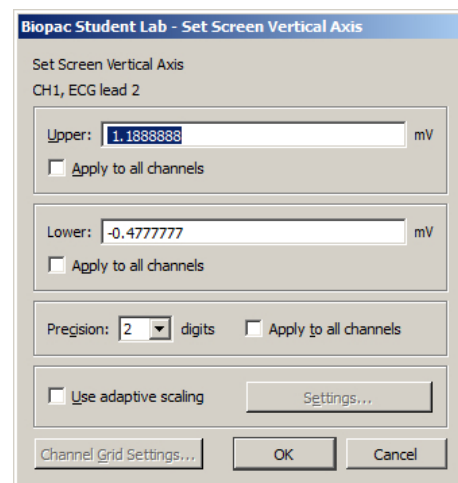 Biopac Student Lab - Set Screen Vertical Axis
Set Screen Vertical Axis
CH1, ECG lead 2
Upper: 1.1888888 mV
Apply to all channels
Lower: -0.4777777 mV
Apply to all channels
Precision: 2 digits Apply to all channels
Use adaptive scaling Settings...
Channel Grid Settings... OK Cancel